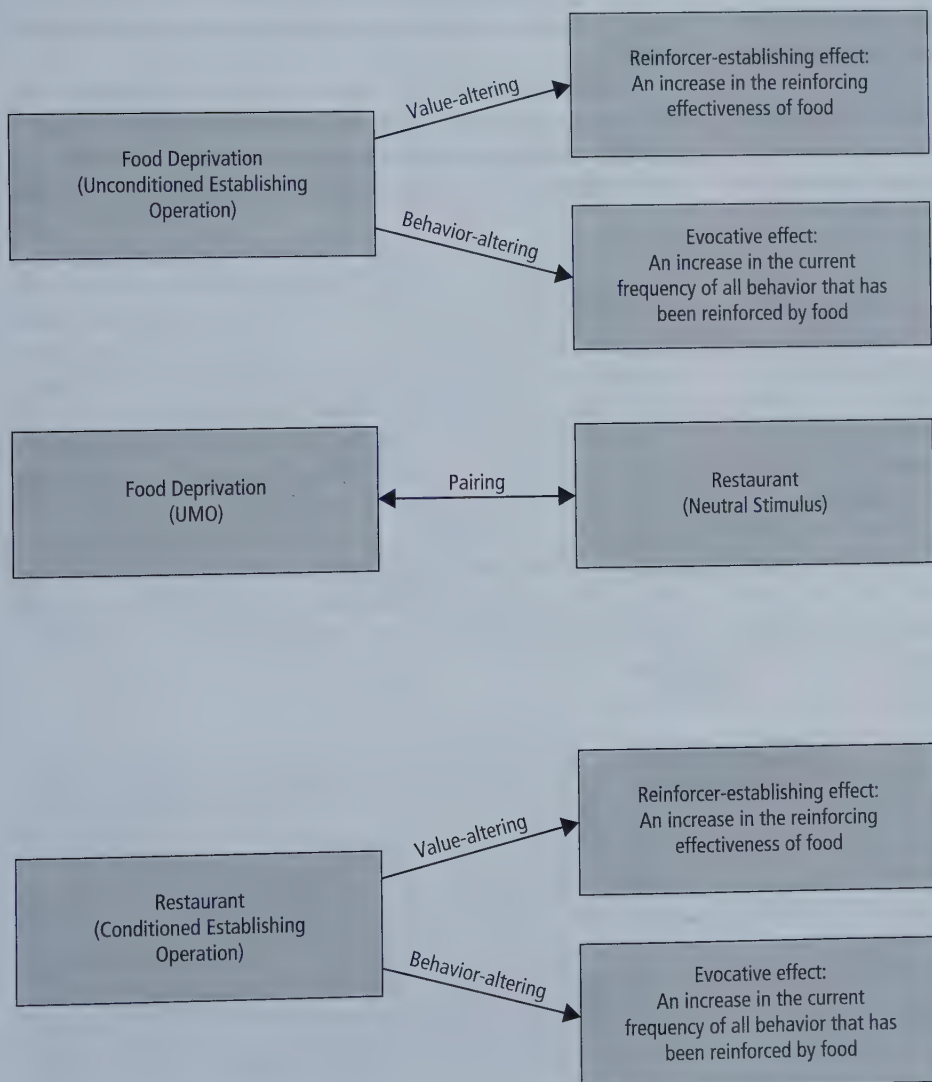 Reinforcer-establishing effect:
An increase in the reinforcing
effectiveness of food
Value-altering
Food Deprivation
(Unconditioned Establishing
Operation)
Behavior-altering
Evocative effect:
An increase in the current
frequency of all behavior that has
been reinforced by food
Food Deprivation
(UMO)
Pairing
Restaurant
(Neutral Stimulus)
Reinforcer-establishing effect:
An increase in the reinforcing
effectiveness of food
Value-altering
Restaurant
(Conditioned Establishing
Operation)
Behavior-altering
Evocative effect:
An increase in the current
frequency of all behavior that has
been reinforced by food